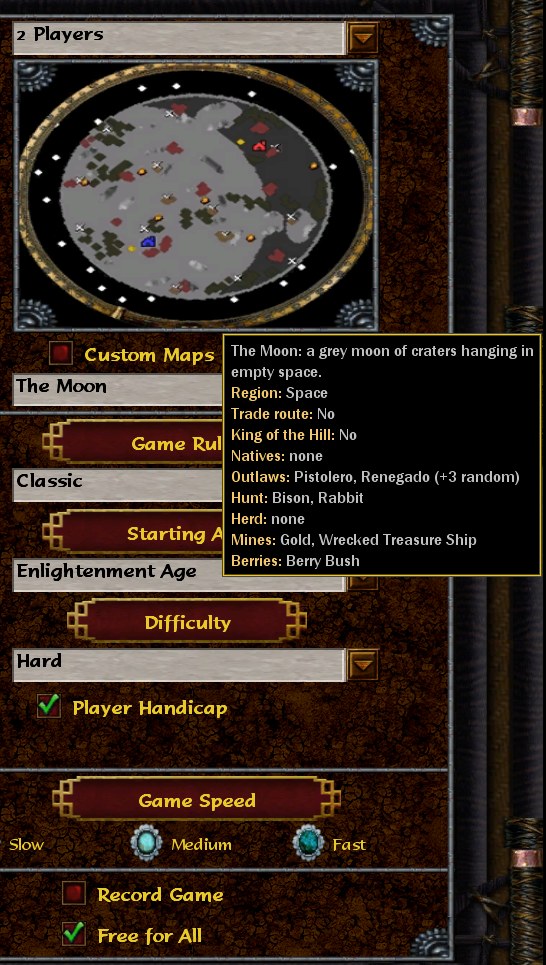 2 Players
Custom Maps
The Moon
The Moon: a grey moon of craters hanging in
empty space.
Region: Space
Trade route: No
King of the Hill: No
Natives: none
Outlaws: Pistolero, Renegado (+3 random)
Hunt: Bison, Rabbit
Herd: none
Mines: Gold, Wrecked Treasure Ship
Berries: Berry Bush
Game Rul
Classic
Starting A
Enlightenment Age
Difficulty
Hard
Player Handicap
Game Speed
Slow Medium Fast
Record Game
Free for All